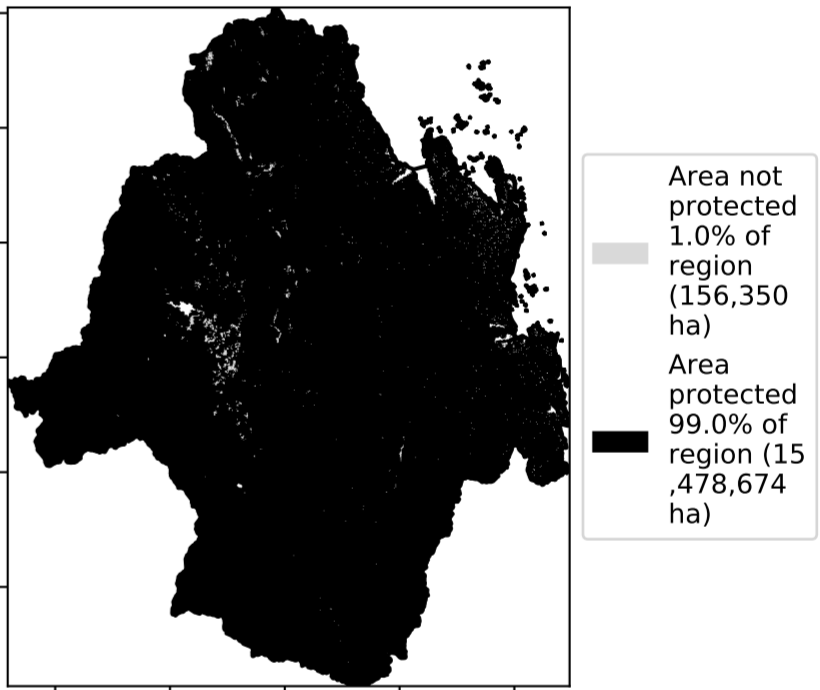 Area not
protected
1.0% of
region
(156,350
ha)
Area
protected
99.0% of
region (15
,478,674
ha)